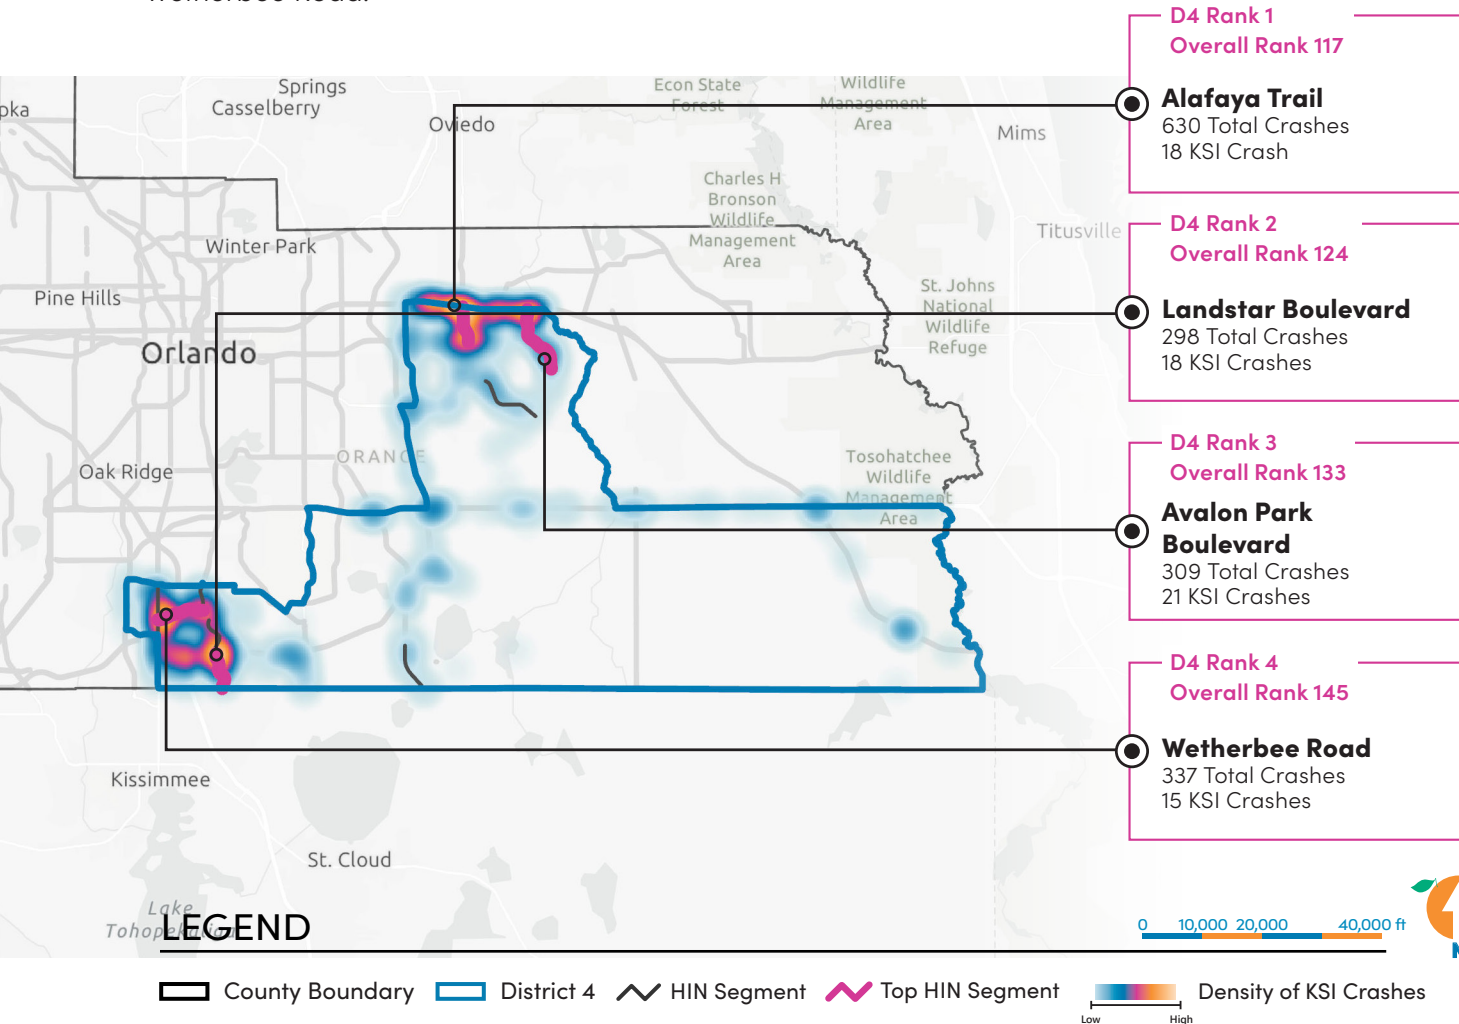 Wetherbee Road.
D4 Rank 1
Overall Rank 117
Alafaya Trail
630 Total Crashes
18 KSI Crash
D4 Rank 2
Overall Rank 124
Landstar Boulevard
298 Total Crashes
18 KSI Crashes
D4 Rank 3
Overall Rank 133
Avalon Park
Boulevard
309 Total Crashes
21 KSI Crashes
D4 Rank 4
Overall Rank 145
Wetherbee Road
337 Total Crashes
15 KSI Crashes
pka
Springs
Casselberry
Oviedo
Econ State
Forest
Wildlife
Management
Area
Mims
Charles H
Bronson
Wildlife
Management
Area
Titusville
Winter Park
Pine Hills
St. Johns
National
Wildlife
Refuge
Orlando
ORANGE
Oak Ridge
Tosohatchee
Wildlife
Management
Area
Kissimmee
St. Cloud
Lake
Tohopekaliga
LEGEND
0 10,000 20,000 40,000 ft
County Boundary
District 4
HIN Segment
Top HIN Segment
Density of KSI Crashes
Low High